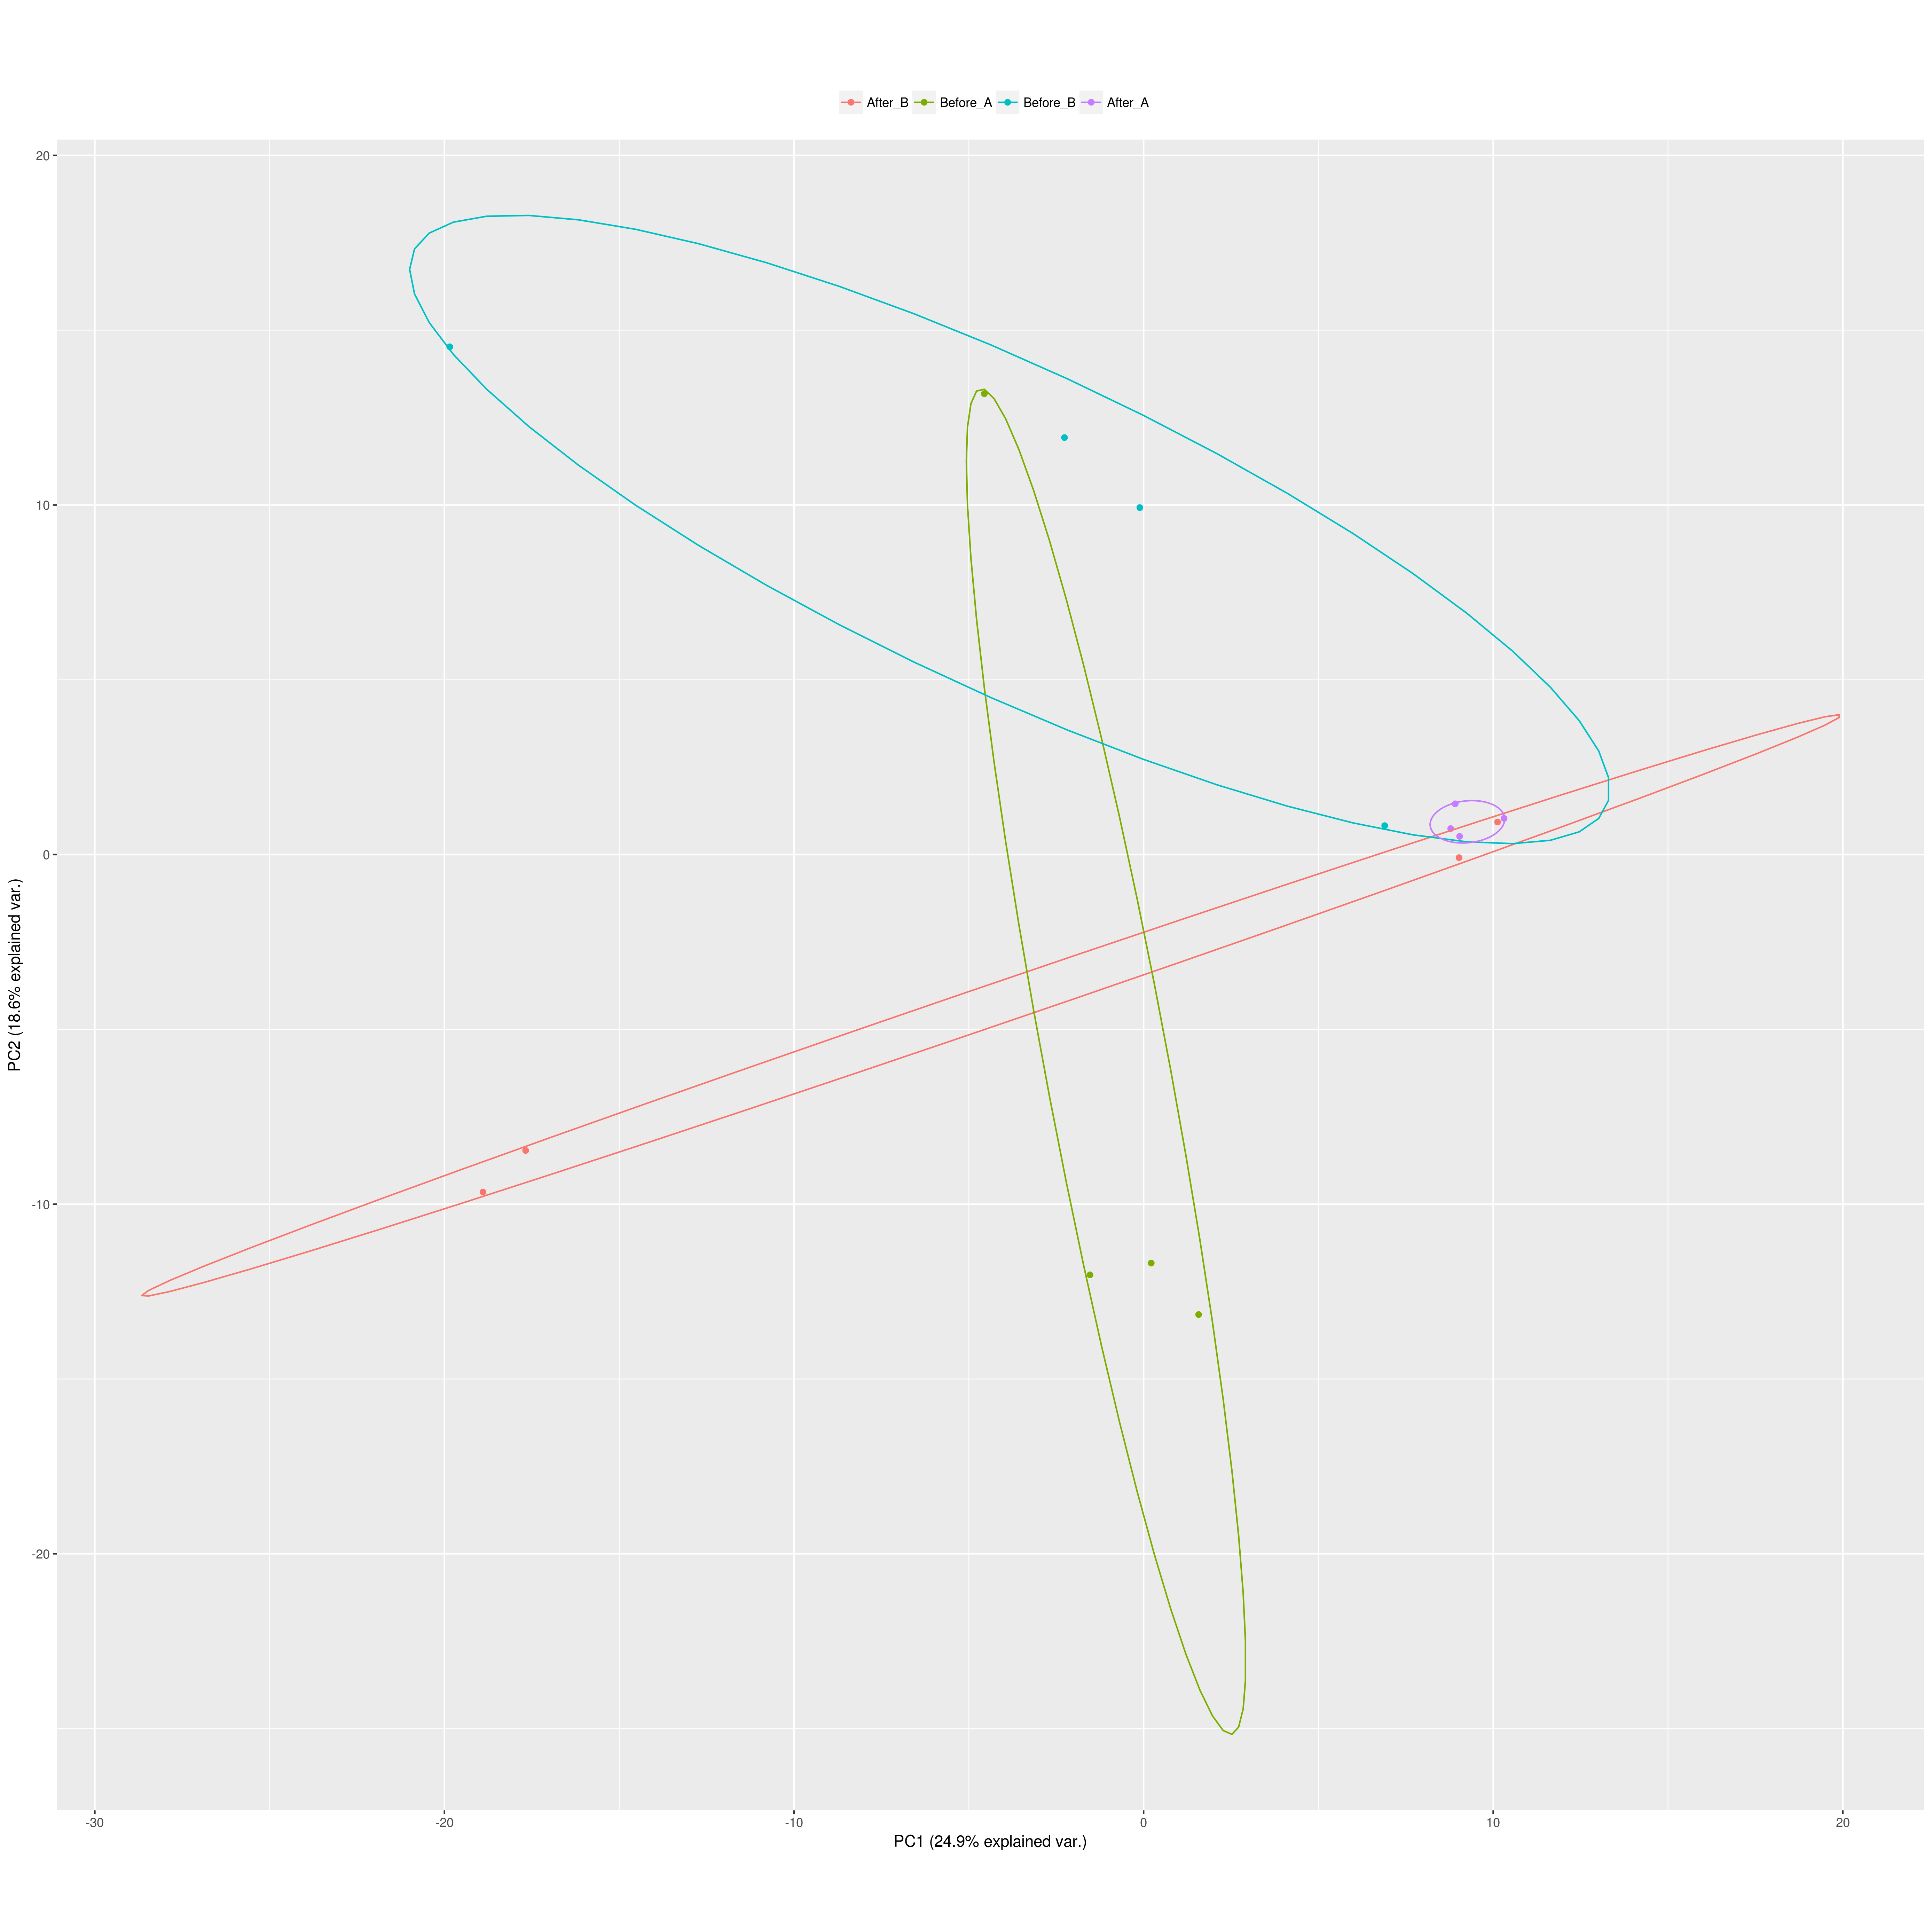 After_B Before_A Before_B After_A
20
10
0
-10
-20
PC2 (18.6% explained var.)
-30 -20 -10 0 10 20
PC1 (24.9% explained var.)